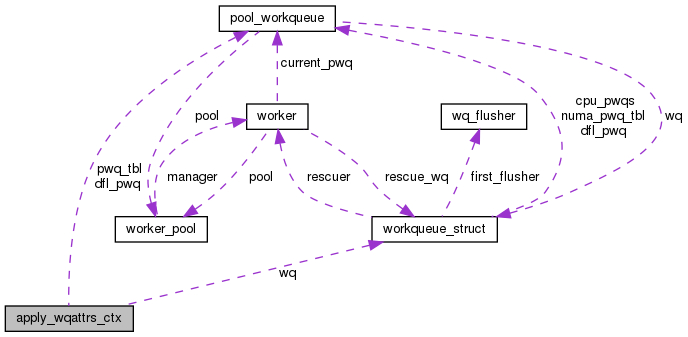 pool_workqueue
current_pwq
cpu_pwqs
numa_pwq_tbl
dfl_pwq
wq
pool
worker
wq_flusher
pwq_tbl
dfl_pwq
manager
pool
rescuer
rescue_wq
first_flusher
worker_pool
workqueue_struct
wq
apply_wqattrs_ctx